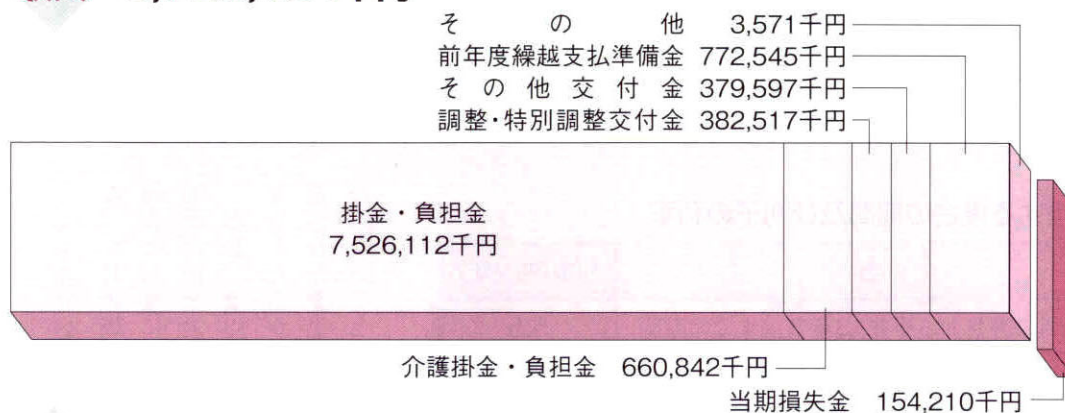 その他 3,571千円
前年度繰越支払準備金 772,545千円
その他交付金 379,597千円
調整・特別調整交付金 382,517千円
掛金・負担金
7,526,112千円
介護掛金・負担金 660,842千円
当期損失金 154,210千円